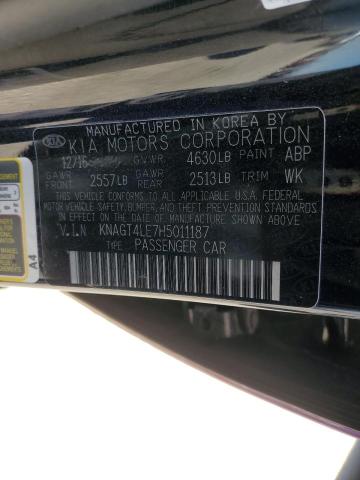 MANUFACTURED IN KOREA BY
KIA KIA MOTORS CORPORATION
12/16 GVWR 4630LB PAINT ABP
GAWR FRONT 2557LB GAWR REAR 2513LB TRIM WK
THIS VEHICLE CONFORMS TO ALL APPLICABLE U.S.A. FEDERAL
MOTOR VEHICLE SAFETY, BUMPER, AND THEFT PREVENTION STANDARDS
IN EFFECT ON THE DATE OF MANUFACTURE SHOWN ABOVE.
V.I.N KNAGT4LE7H5011187
TYPE: PASSENGER CAR
A4